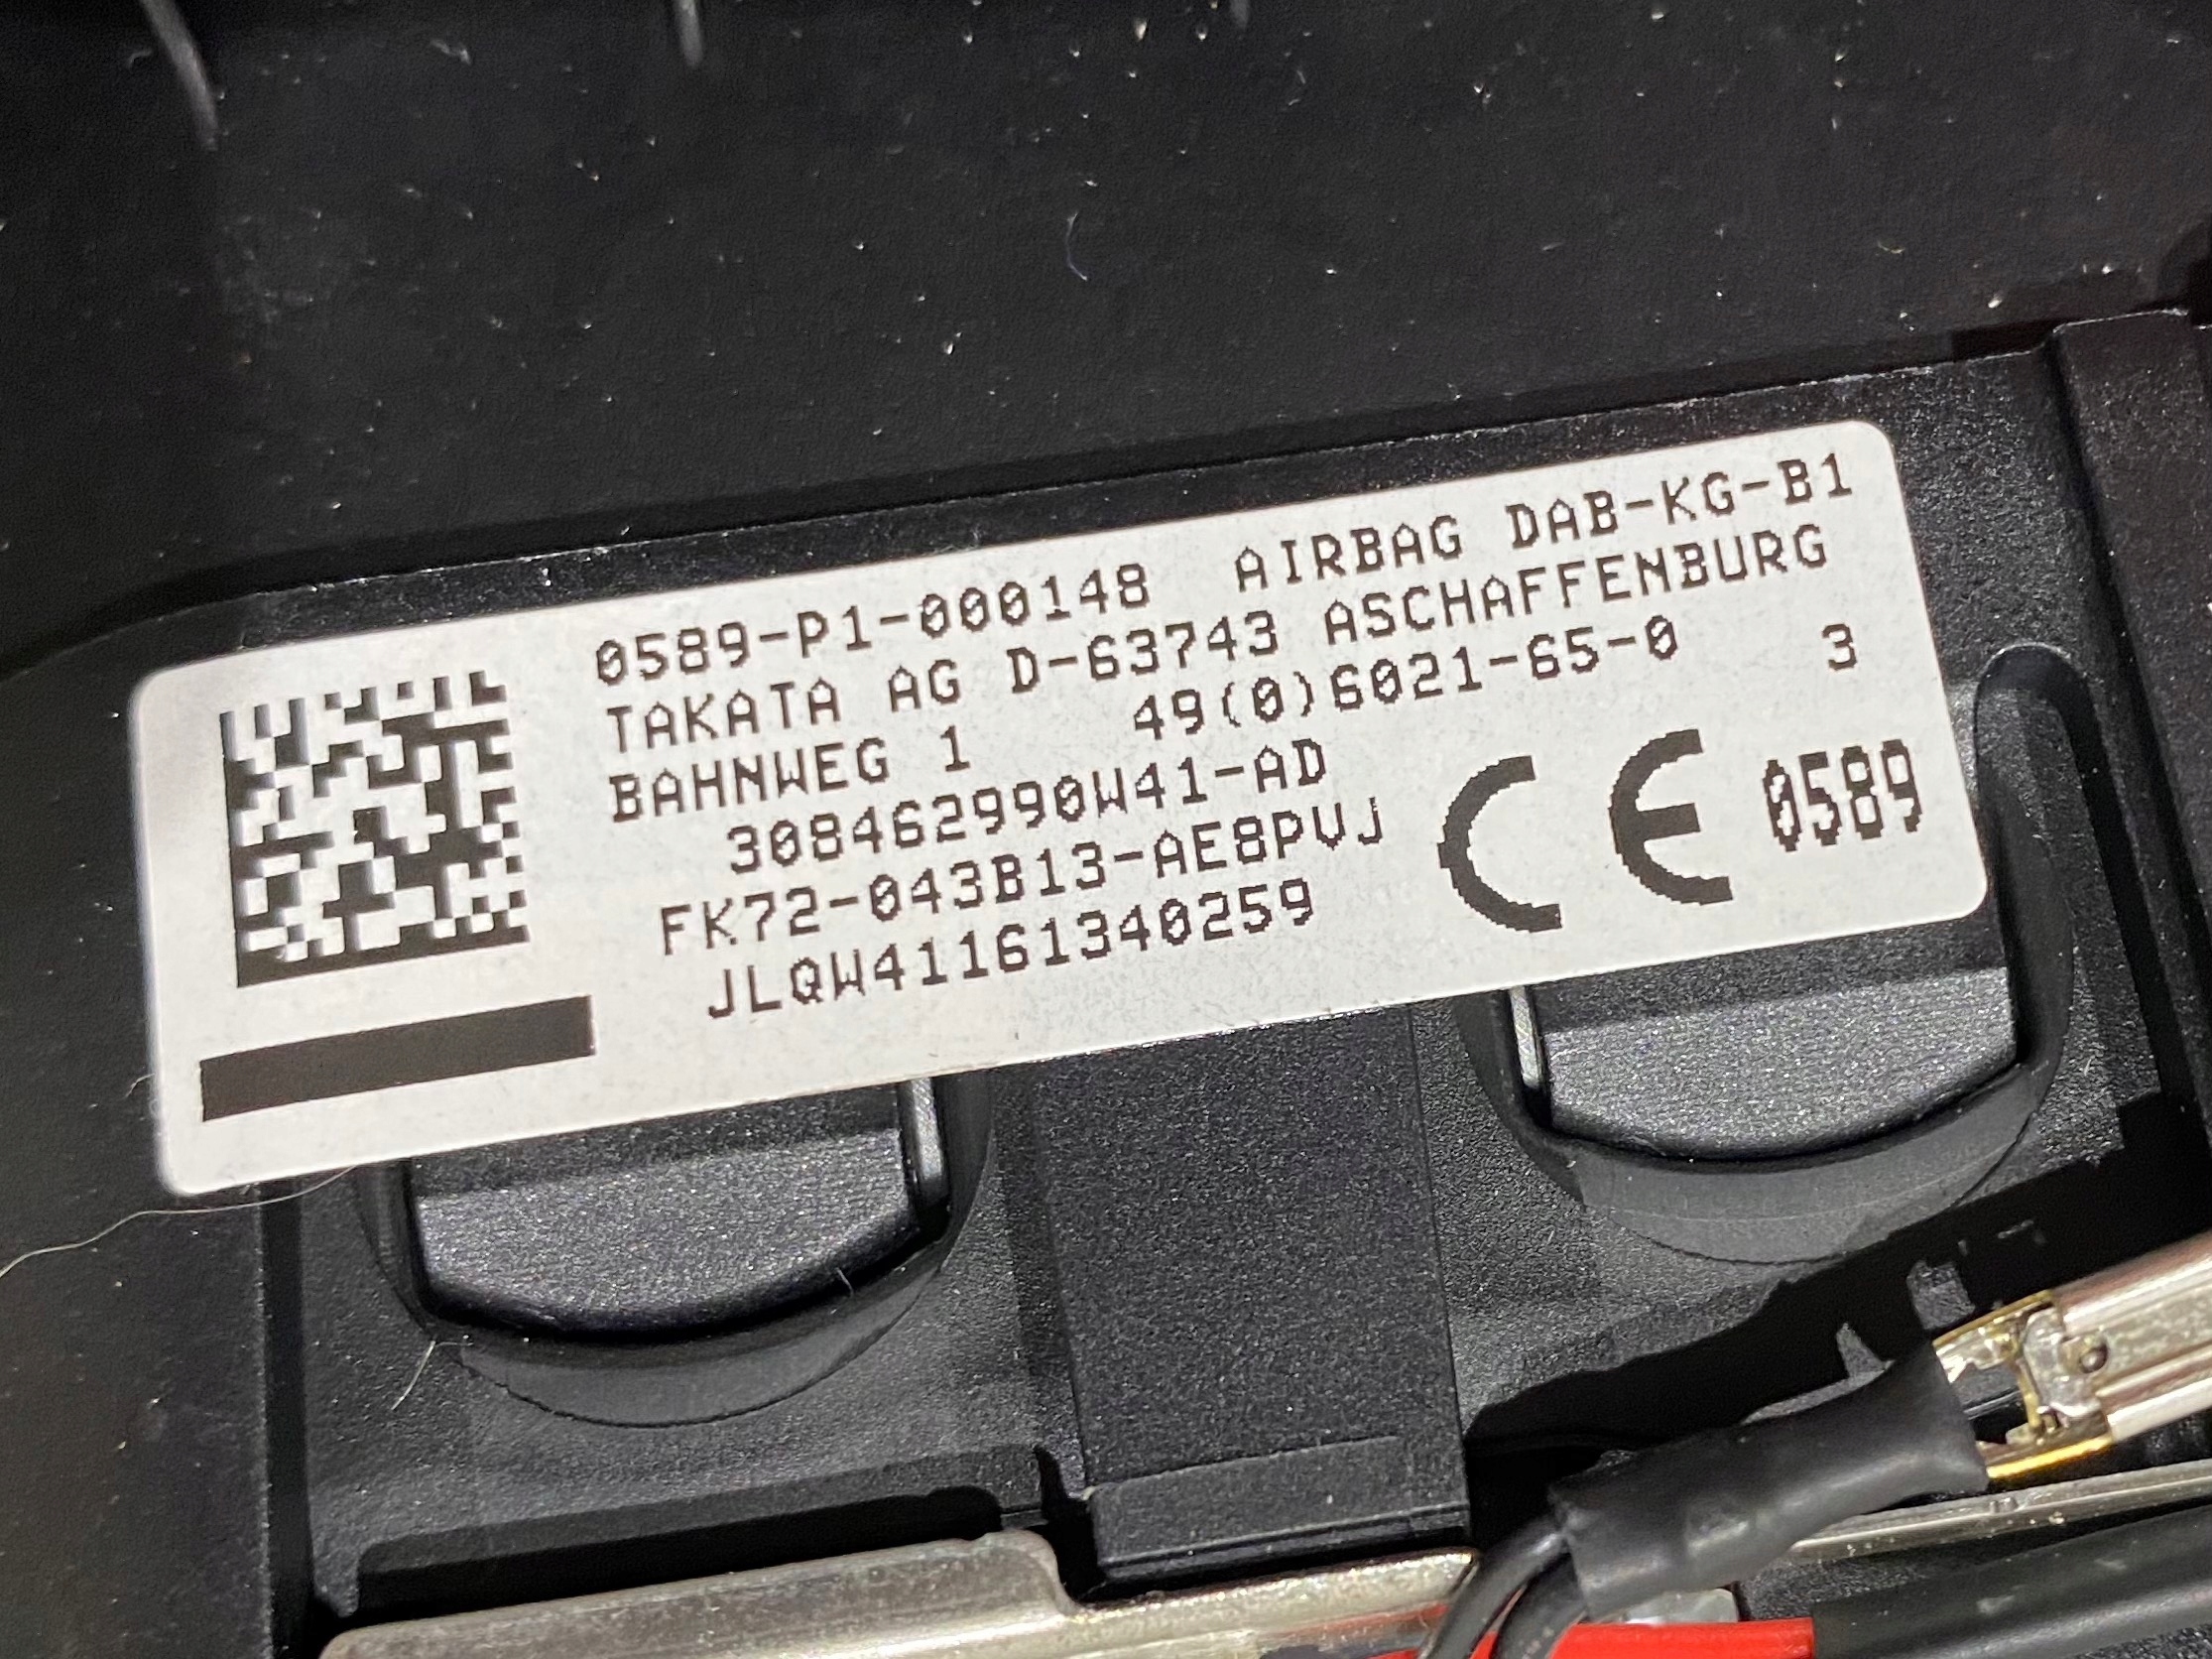 0589-P1-000148 AIRBAG DAB-KG-B1
TAKATA AG D-63743 ASCHAFFENBURG
BAHNWEG 1 49(0)6021-65-0 3
308462990W41-AD
FK72-043B13-AE8PVJ
JLQW41161340259
CE 0589